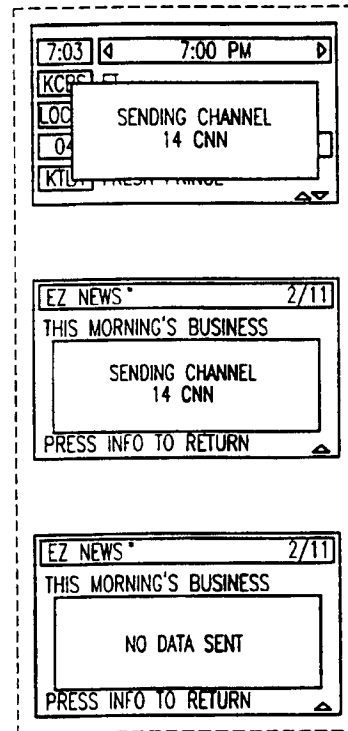 7:03 7:00 PM
KCBS
SENDING CHANNEL
14 CNN
04
EZ NEWS 2/11
THIS MORNING'S BUSINESS
SENDING CHANNEL
14 CNN
PRESS INFO TO RETURN
EZ NEWS 2/11
THIS MORNING'S BUSINESS
NO DATA SENT
PRESS INFO TO RETURN